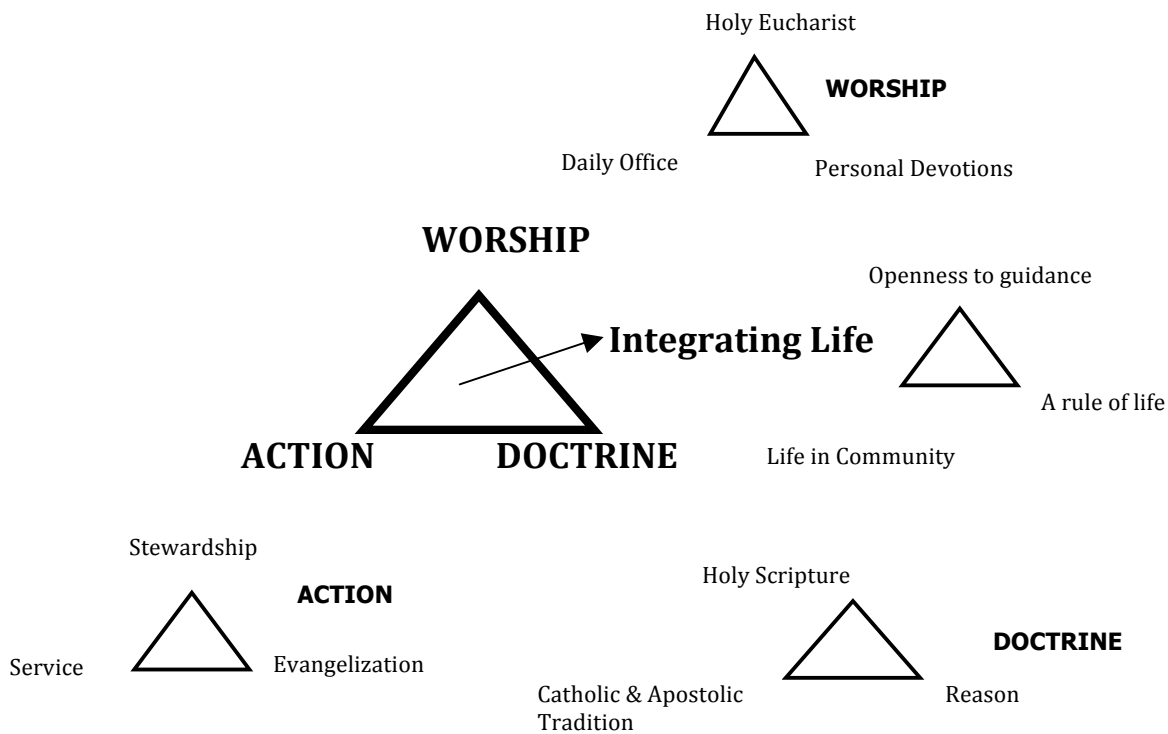 Holy Eucharist
WORSHIP
Daily Office
Personal Devotions
WORSHIP
Openness to guidance
Integrating Life
A rule of life
ACTION
DOCTRINE
Life in Community
Stewardship
ACTION
Service
Evangelization
Holy Scripture
DOCTRINE
Catholic & Apostolic
Tradition
Reason